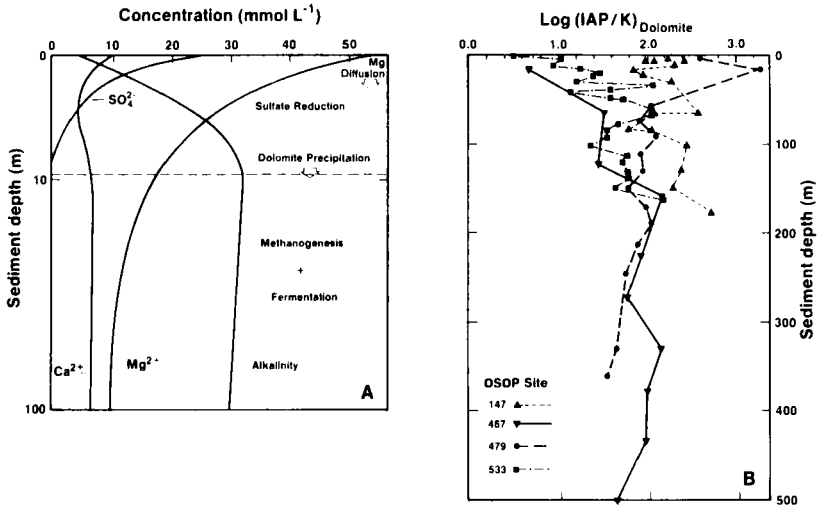 Concentration (mmol L⁻¹)
0 10 20 30 40 50
Mg
Diffusion
SO₄²⁻
Sulfate Reduction
Dolomite Precipitation
Methanogenesis
+
Fermentation
Ca²⁺
Mg²⁺
Alkalinity
A
0
10
100
Sediment depth (m)
Log (IAP/K)Dolomite
0.0 1.0 2.0 3.0
0
100
200
300
400
500
Sediment depth (m)
DSDP Site
147
467
479
533
B